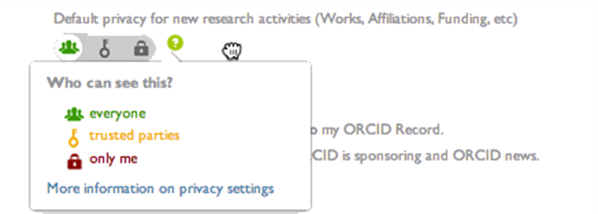 Default privacy for new research activities (Works, Affiliations, Funding, etc)
?
Who can see this?
everyone
trusted parties
only me
More information on privacy settings
o my ORCID Record.
CID is sponsoring and ORCID news.